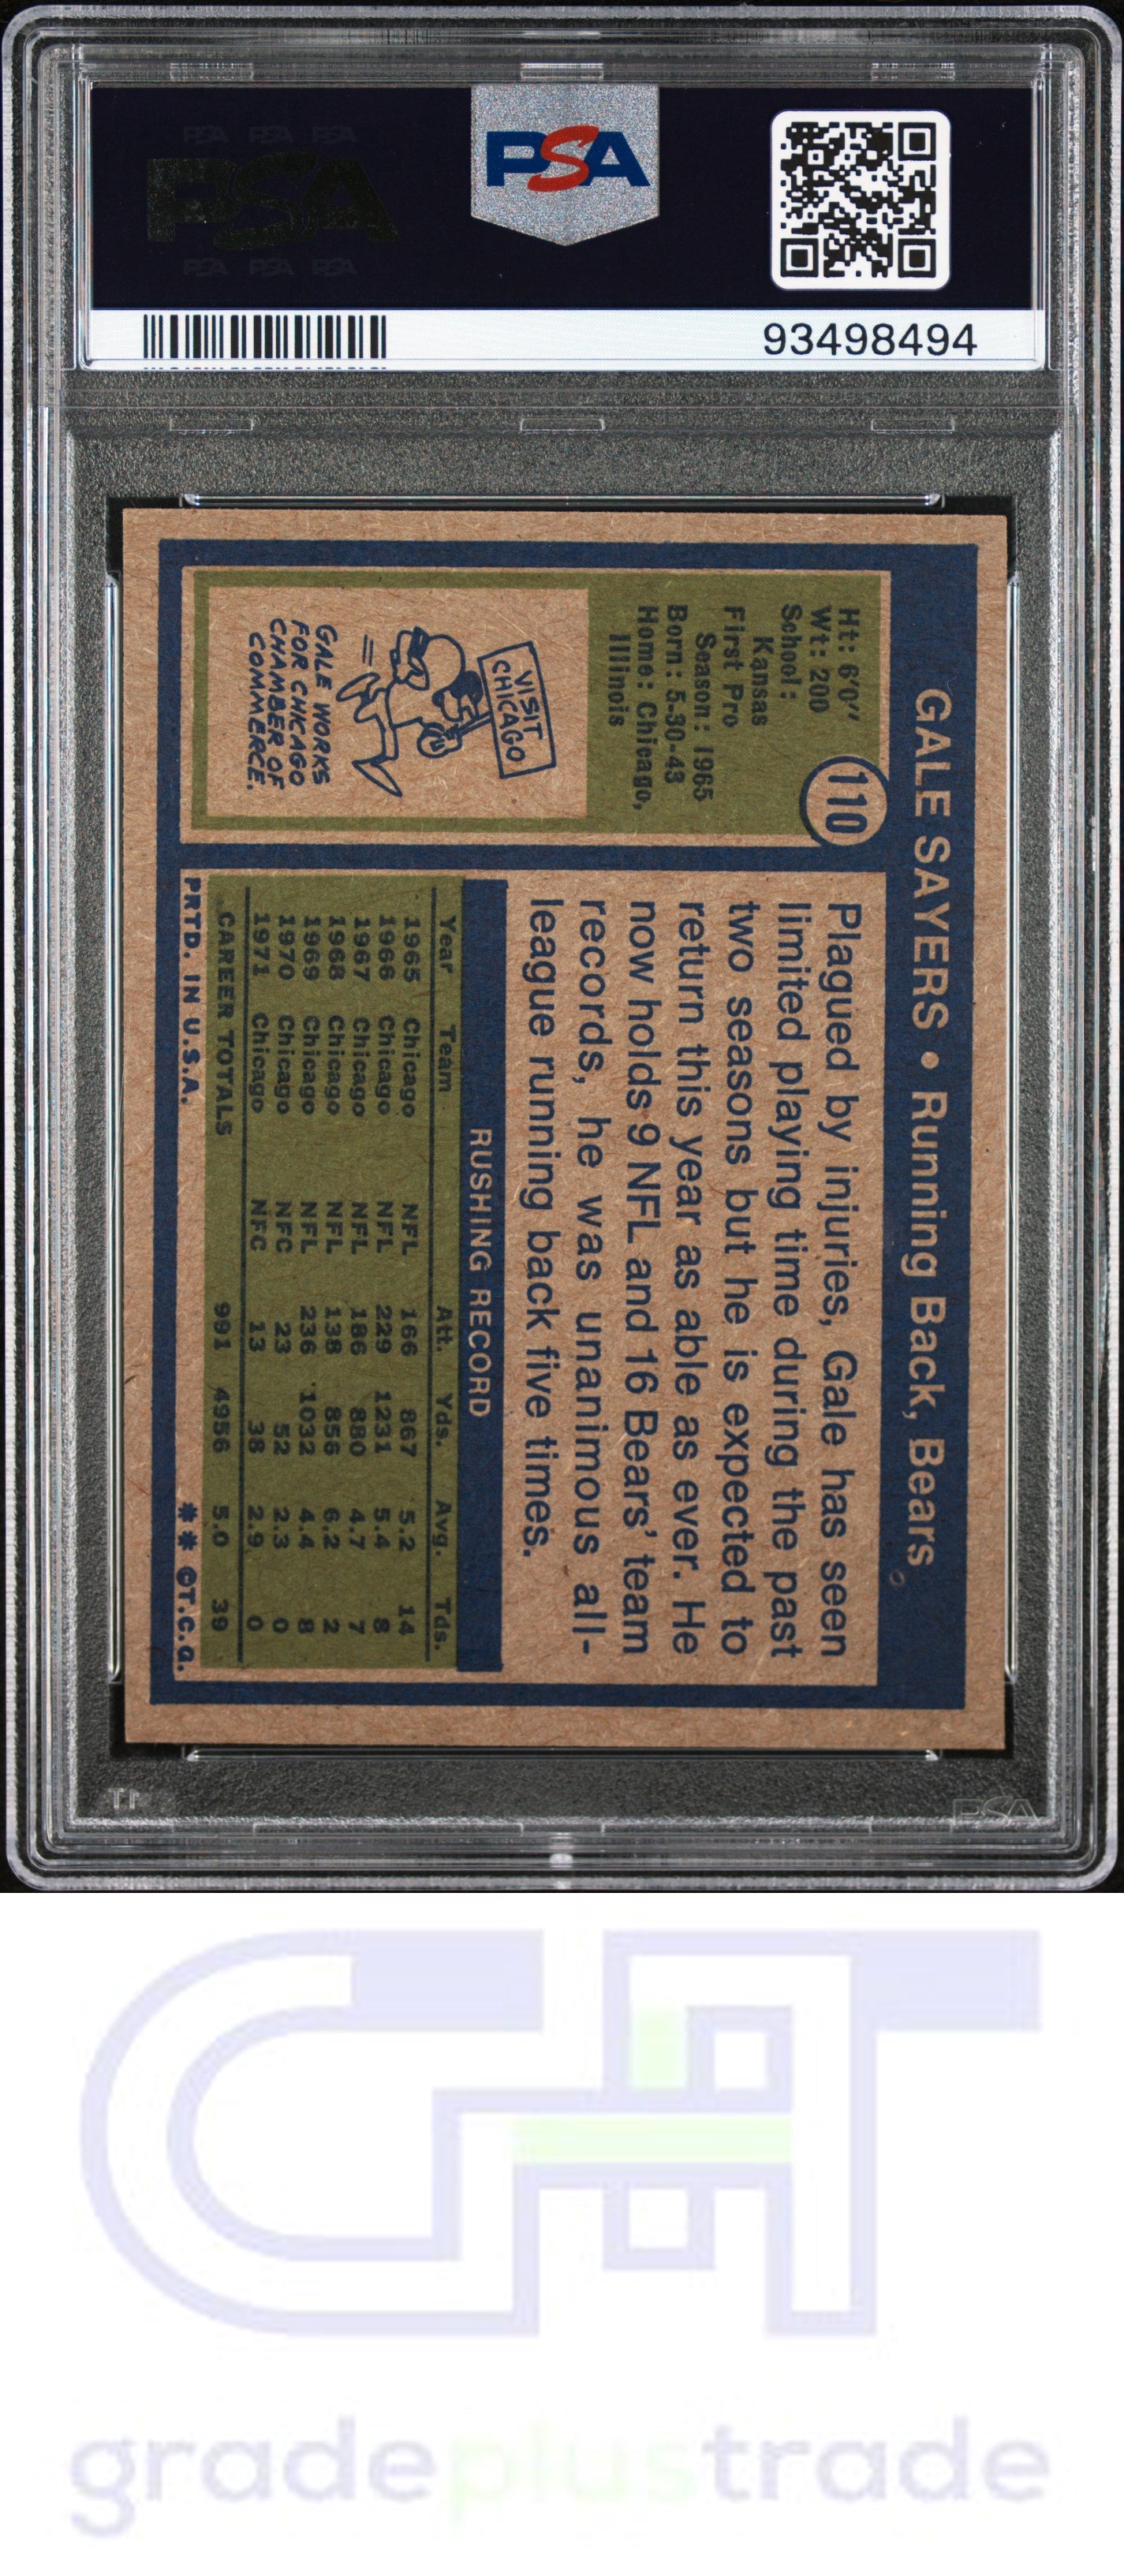 PSA PSA PSA
PSA
PSA PSA PSA
PSA
93498494
GALE SAYERS • Running Back, Bears
110
Ht: 6'0"
Wt: 200
School:
Kansas
First Pro
Season: 1965
Born: 5-30-43
Home: Chicago,
Illinois
VISIT
CHICAGO
GALE WORKS
FOR CHICAGO
CHAMBER OF
COMMERCE.
Plagued by injuries, Gale has seen
limited playing time during the past
two seasons but he is expected to
return this year as able as ever. He
now holds 9 NFL and 16 Bears' team
records, he was unanimous all-
league running back five times.
RUSHING RECORD
Year Team Att. Yds. Avg. Tds.
1965 Chicago NFL 166 867 5.2 14
1966 Chicago NFL 229 1231 5.4 8
1967 Chicago NFL 186 880 4.7 7
1968 Chicago NFL 138 856 6.2 2
1969 Chicago NFL 236 1032 4.4 8
1970 Chicago NFC 23 52 2.3 0
1971 Chicago NFC 13 38 2.9 0
CAREER TOTALS 991 4956 5.0 39
PRTD. IN U.S.A. ** ©T.C.G.
PSA
gradeplustrade